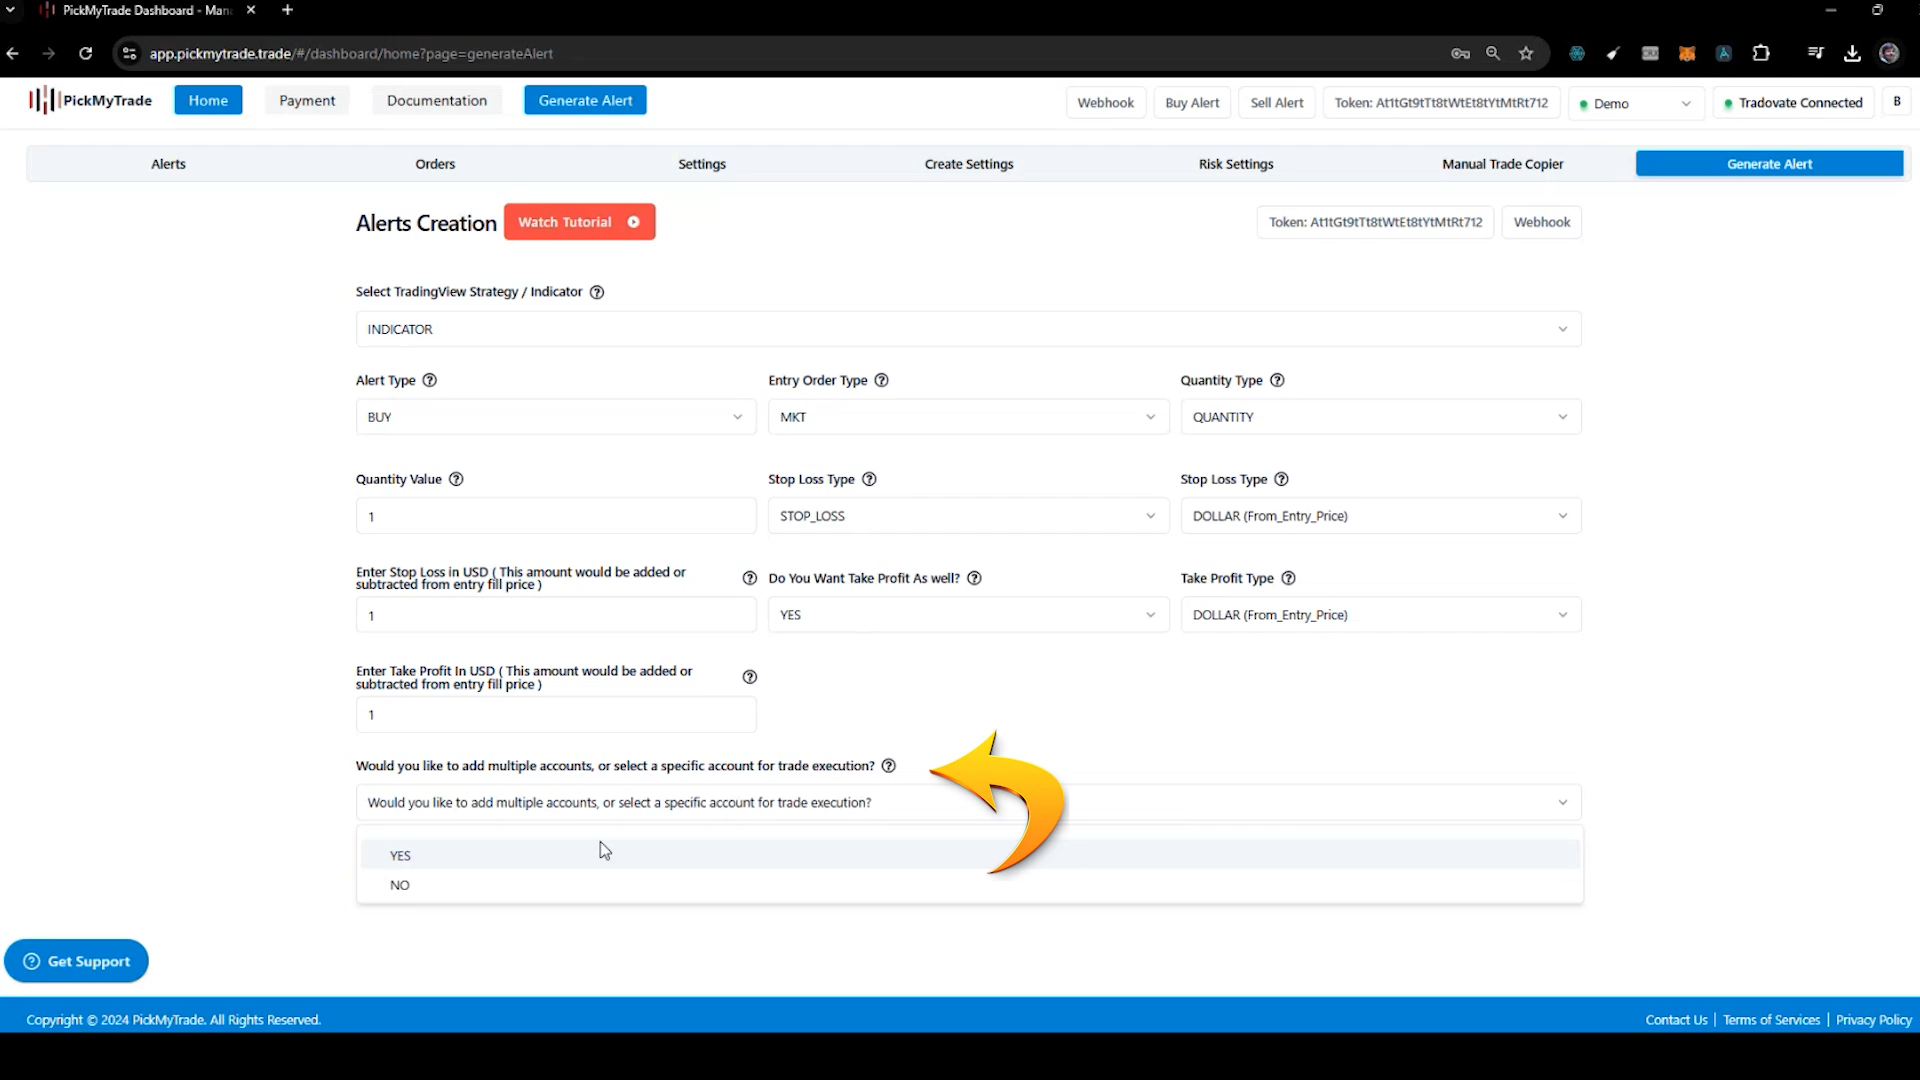 PickMyTrade Dashboard - Man
app.pickmytrade.trade/#/dashboard/home?page=generateAlert
PickMyTrade
Home
Payment
Documentation
Generate Alert
Webhook
Buy Alert
Sell Alert
Token: At1tGt9tTt8tWtEt8tYtMtRt712
Demo
Tradovate Connected
B
Alerts
Orders
Settings
Create Settings
Risk Settings
Manual Trade Copier
Generate Alert
Alerts Creation
Watch Tutorial
Token: At1tGt9tTt8tWtEt8tYtMtRt712
Webhook
Select TradingView Strategy / Indicator
INDICATOR
Alert Type
Entry Order Type
Quantity Type
BUY
MKT
QUANTITY
Quantity Value
Stop Loss Type
Stop Loss Type
1
STOP_LOSS
DOLLAR (From_Entry_Price)
Enter Stop Loss in USD ( This amount would be added or
subtracted from entry fill price )
Do You Want Take Profit As well?
Take Profit Type
1
YES
DOLLAR (From_Entry_Price)
Enter Take Profit In USD ( This amount would be added or
subtracted from entry fill price )
1
Would you like to add multiple accounts, or select a specific account for trade execution?
Would you like to add multiple accounts, or select a specific account for trade execution?
YES
NO
Get Support
Copyright © 2024 PickMyTrade. All Rights Reserved.
Contact Us | Terms of Services | Privacy Policy